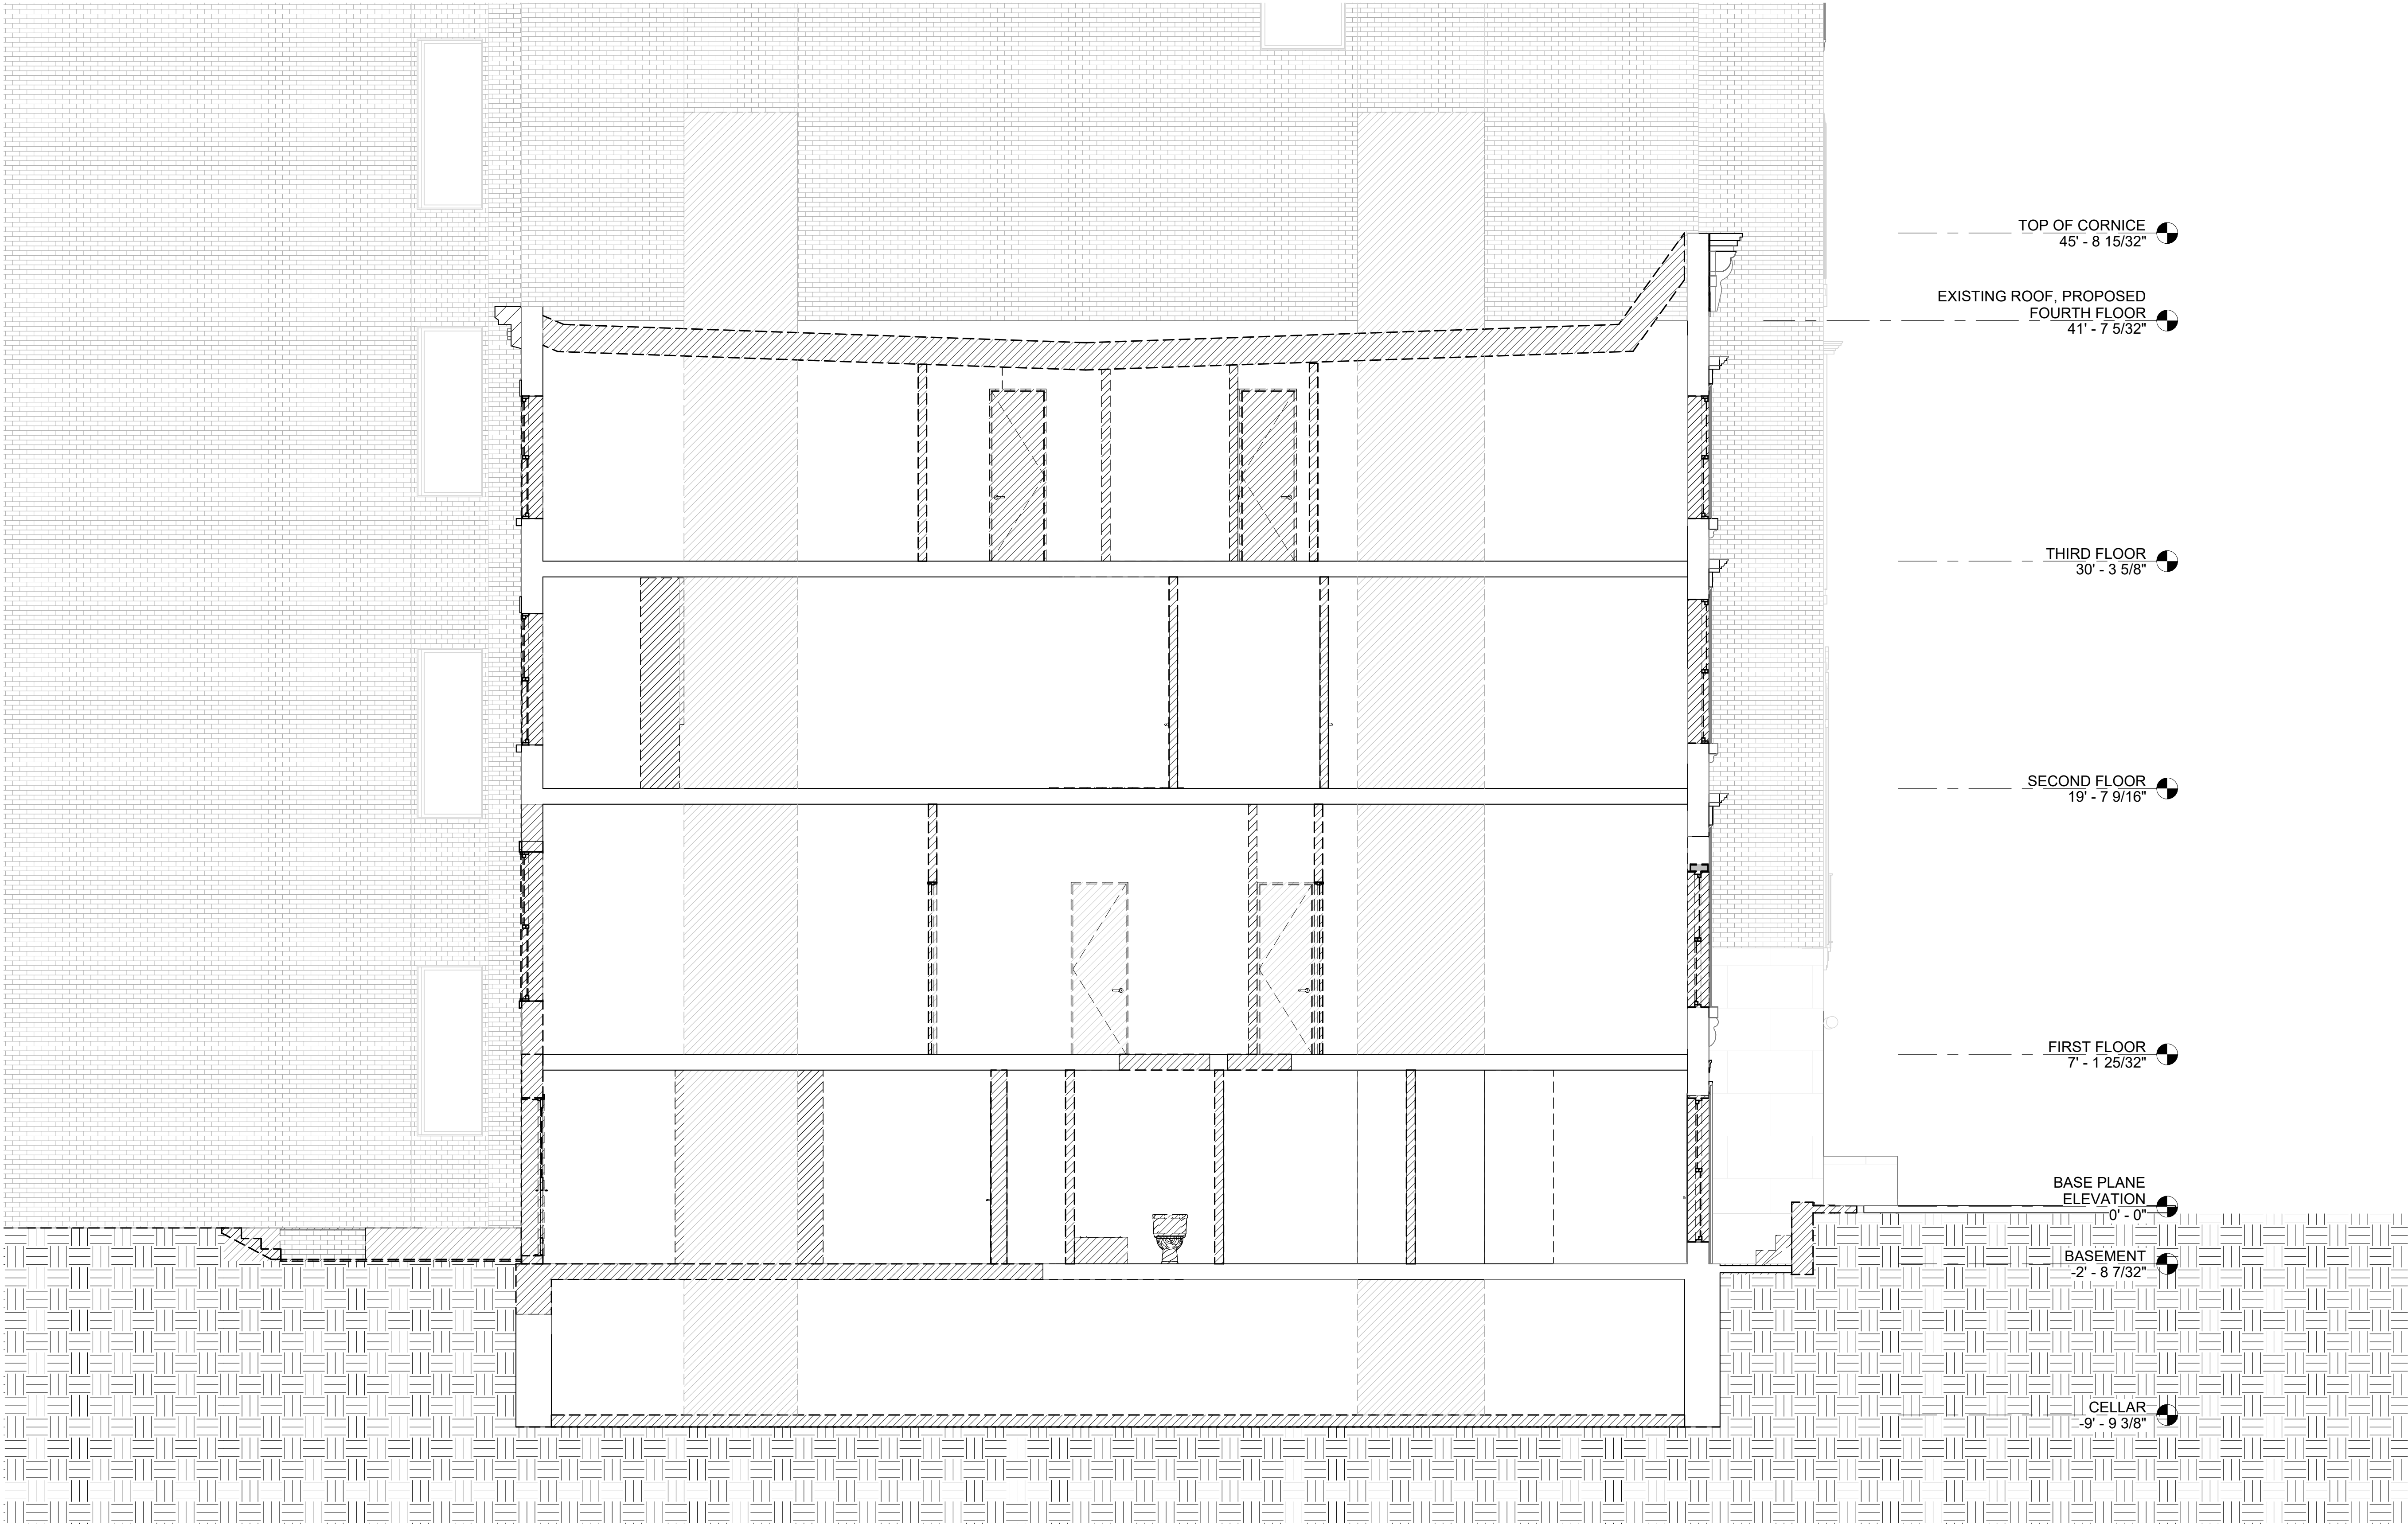 TOP OF CORNICE
45' - 8 15/32"
EXISTING ROOF, PROPOSED
FOURTH FLOOR
41' - 7 5/32"
THIRD FLOOR
30' - 3 5/8"
SECOND FLOOR
19' - 7 9/16"
FIRST FLOOR
7' - 1 25/32"
BASE PLANE
ELEVATION
0' - 0"
BASEMENT
-2' - 8 7/32"
CELLAR
-9' - 9 3/8"